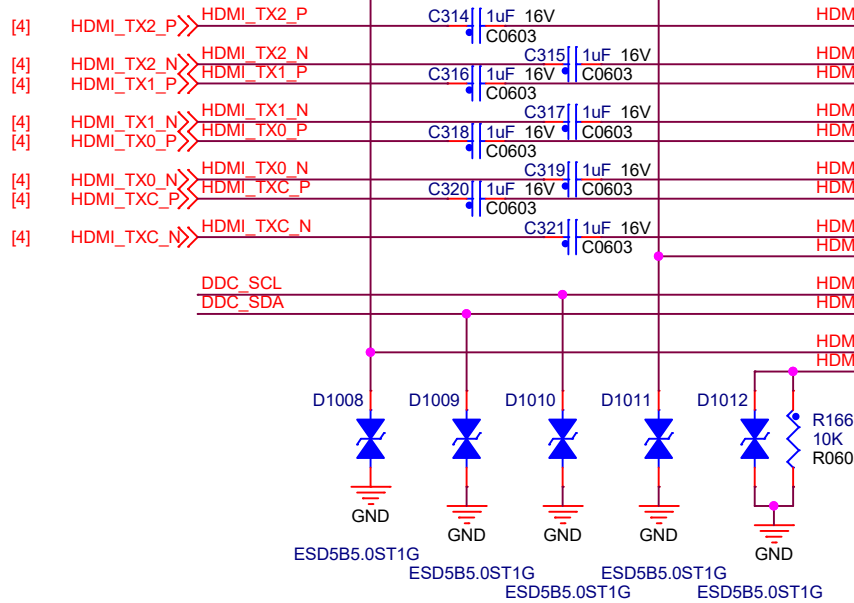 HDMI_TX2_P C314 1uF 16V HDM
[4] HDMI_TX2_P C0603
HDMI_TX2_N C315 1uF 16V HDM
[4] HDMI_TX2_N HDMI_TX1_P C316 1uF 16V C0603 HDM
[4] HDMI_TX1_P C0603
HDMI_TX1_N C317 1uF 16V HDM
[4] HDMI_TX1_N HDMI_TX0_P C318 1uF 16V C0603 HDM
[4] HDMI_TX0_P C0603
HDMI_TX0_N C319 1uF 16V HDM
[4] HDMI_TX0_N HDMI_TXC_P C320 1uF 16V C0603 HDM
[4] HDMI_TXC_P C0603
HDMI_TXC_N C321 1uF 16V HDM
[4] HDMI_TXC_N C0603 HDM
DDC_SCL HDM
DDC_SDA HDM
HDM
HDM
D1008 D1009 D1010 D1011 D1012
R166
10K
R060
GND
GND GND GND
GND
ESD5B5.0ST1G
ESD5B5.0ST1G ESD5B5.0ST1G
ESD5B5.0ST1G ESD5B5.0ST1G